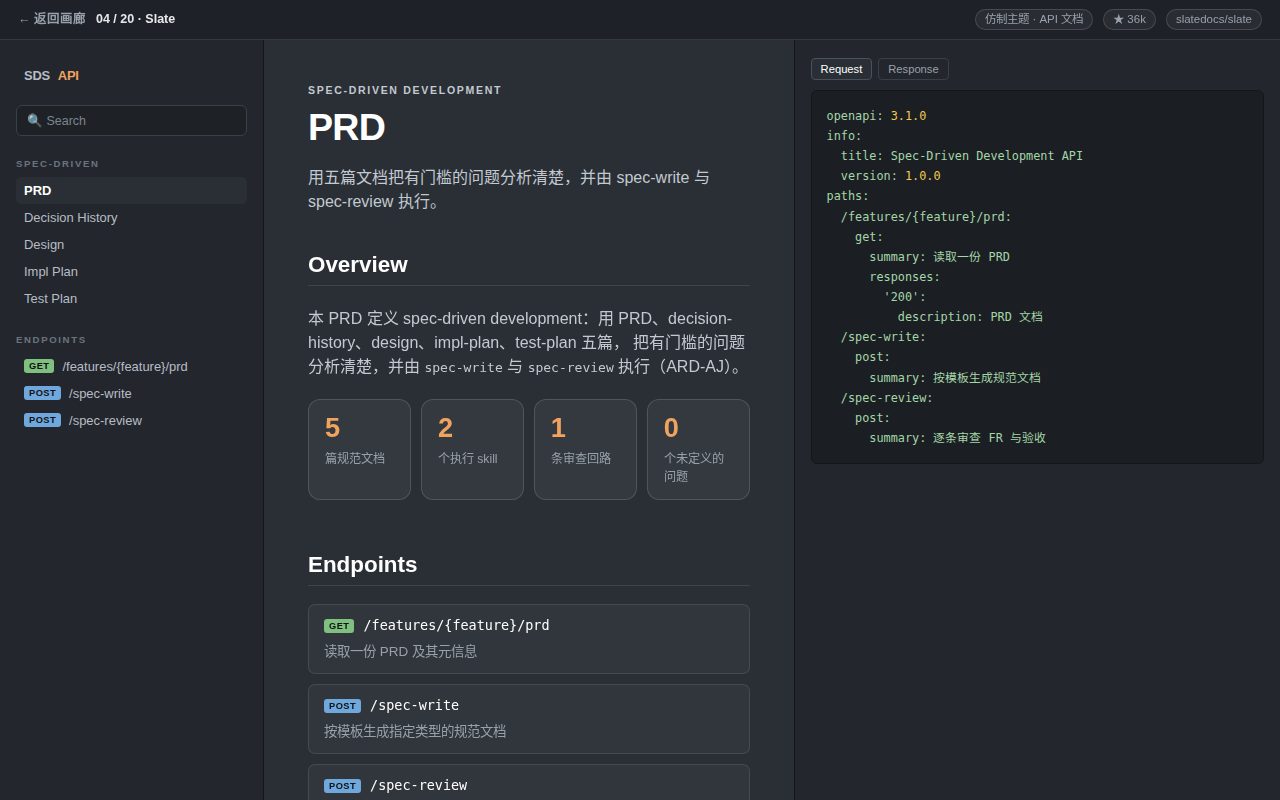 ← 返回画廊 04 / 20 · Slate
仿制主题 · API 文档
★ 36k
slatedocs/slate
SDS API
🔍 Search
SPEC-DRIVEN
PRD
Decision History
Design
Impl Plan
Test Plan
ENDPOINTS
GET /features/{feature}/prd
POST /spec-write
POST /spec-review
SPEC-DRIVEN DEVELOPMENT
PRD
用五篇文档把有门槛的问题分析清楚，并由 spec-write 与
spec-review 执行。
Overview
本 PRD 定义 spec-driven development：用 PRD、decision-
history、design、impl-plan、test-plan 五篇， 把有门槛的问题
分析清楚，并由 spec-write 与 spec-review 执行（ARD-AJ）。
5
篇规范文档
2
个执行 skill
1
条审查回路
0
个未定义的
问题
Endpoints
GET /features/{feature}/prd
读取一份 PRD 及其元信息
POST /spec-write
按模板生成指定类型的规范文档
POST /spec-review
Request
Response
openapi: 3.1.0
info:
  title: Spec-Driven Development API
  version: 1.0.0
paths:
  /features/{feature}/prd:
    get:
      summary: 读取一份 PRD
      responses:
        '200':
          description: PRD 文档
  /spec-write:
    post:
      summary: 按模板生成规范文档
  /spec-review:
    post:
      summary: 逐条审查 FR 与验收